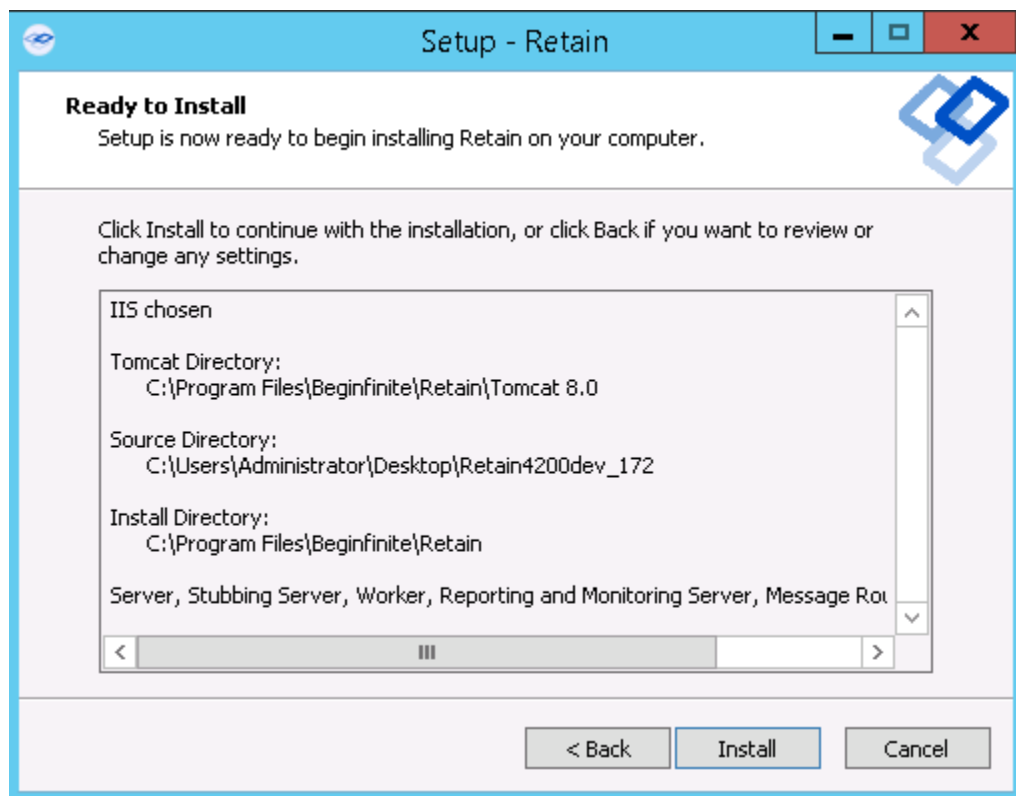 Setup - Retain
Ready to Install
Setup is now ready to begin installing Retain on your computer.
Click Install to continue with the installation, or click Back if you want to review or
change any settings.
IIS chosen
Tomcat Directory:
C:\Program Files\Beginfinite\Retain\Tomcat 8.0
Source Directory:
C:\Users\Administrator\Desktop\Retain4200dev_172
Install Directory:
C:\Program Files\Beginfinite\Retain
Server, Stubbing Server, Worker, Reporting and Monitoring Server, Message
< Back Install Cancel